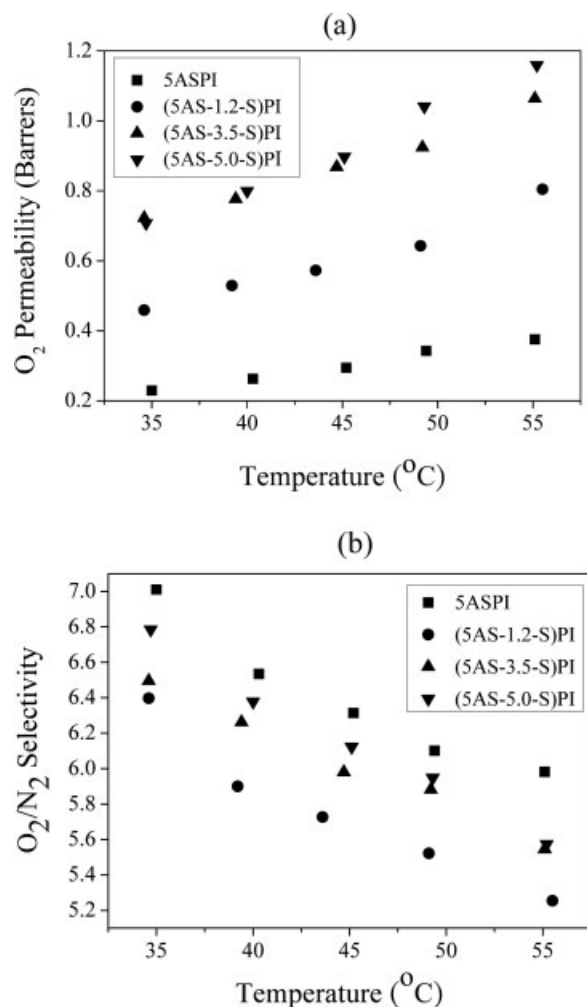 (a)
5ASPI
(5AS-1.2-S)PI
(5AS-3.5-S)PI
(5AS-5.0-S)PI
1.2
1.0
0.8
0.6
0.4
0.2
O₂ Permeability (Barrers)
35 40 45 50 55
Temperature (°C)
(b)
5ASPI
(5AS-1.2-S)PI
(5AS-3.5-S)PI
(5AS-5.0-S)PI
7.0
6.8
6.6
6.4
6.2
6.0
5.8
5.6
5.4
5.2
O₂/N₂ Selectivity
35 40 45 50 55
Temperature (°C)